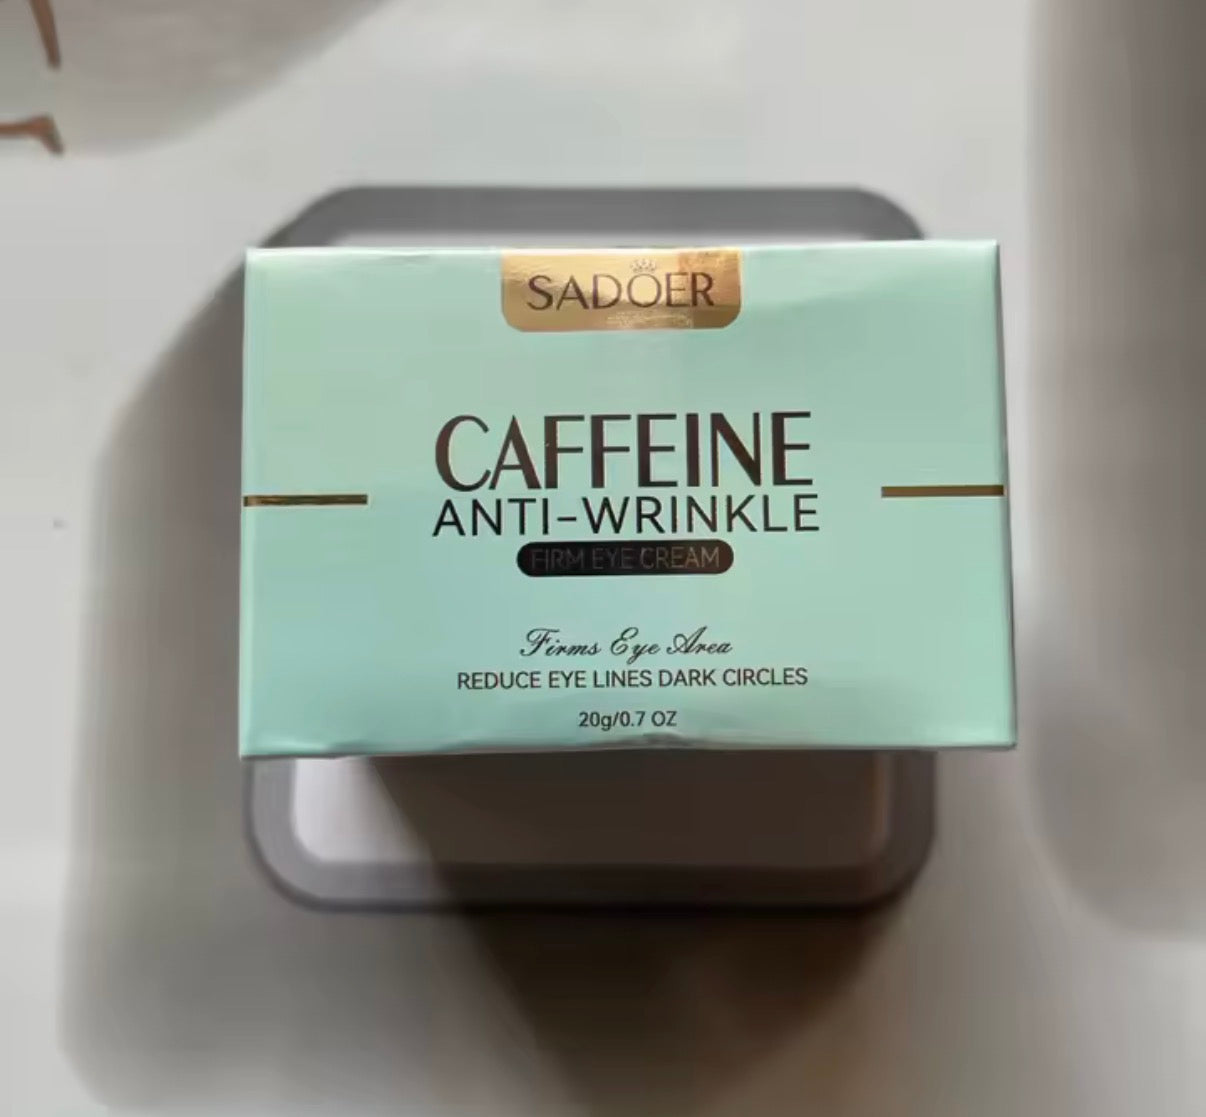 SADOER
CAFFEINE
ANTI-WRINKLE
FIRM EYE CREAM
Firms Eye Area
REDUCE EYE LINES DARK CIRCLES
20g/0.7 OZ